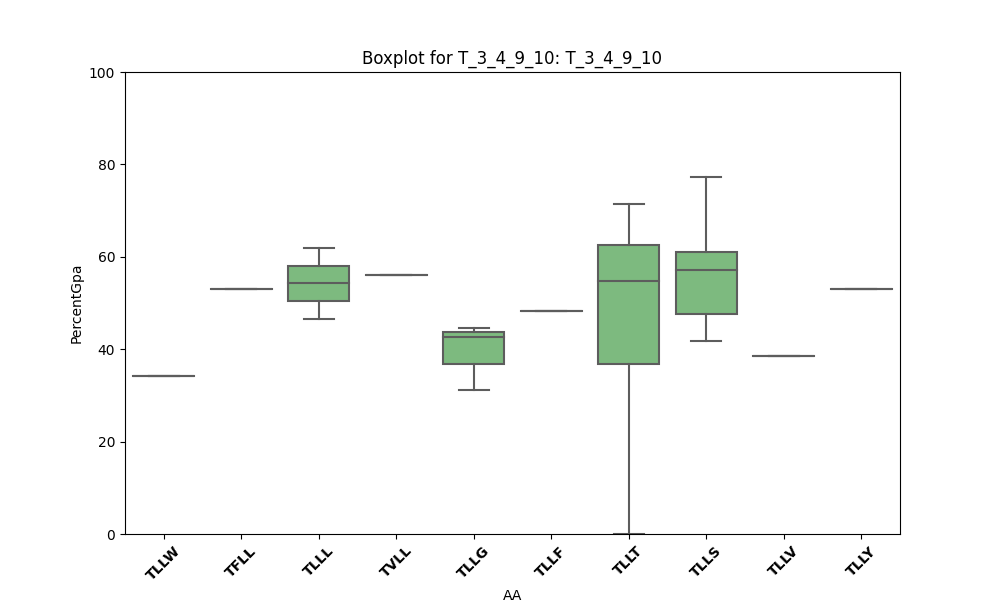 Boxplot for T_3_4_9_10: T_3_4_9_10
100
80
60
40
20
0
PercentGpa
TLLW TFLL TLLL TVLL TLLG TLLF TLLT TLLS TLLV TLLY
AA